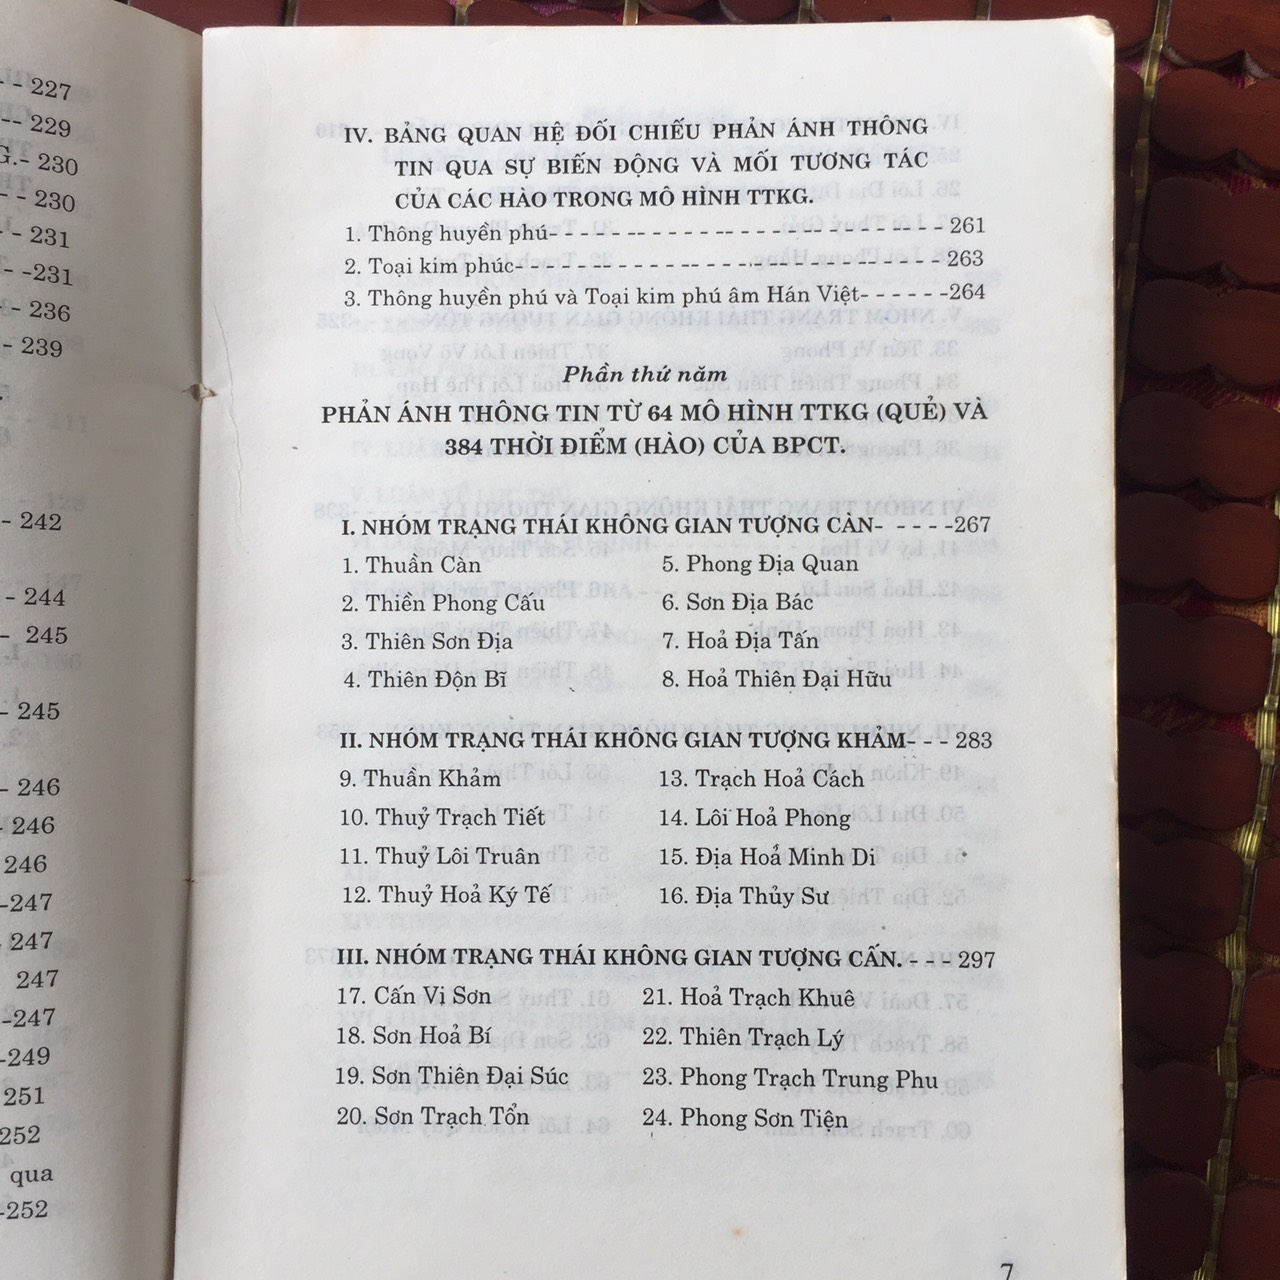 - - 227
-- 229
G.- 230
- - 230
- 231
- -231
- 236
- 239
- 242
- 244
- 245
- 245
- 246
- 246
246
-247
- 247
247
-247
-249
251
-252
qua
-252
IV. BẢNG QUAN HỆ ĐỐI CHIẾU PHẢN ÁNH THÔNG
TIN QUA SỰ BIẾN ĐỘNG VÀ MỐI TƯƠNG TÁC
CỦA CÁC HÀO TRONG MÔ HÌNH TTKG.
1. Thông huyền phú- - - - - -- - - - - - -- - - - - - - - - -- - - 261
2. Toại kim phúc- - - - - - - - - - -- - -- - - - - - - - - - - - -263
3. Thông huyền phú và Toại kim phú âm Hán Việt- - - - - -264
Phần thứ năm
PHẢN ÁNH THÔNG TIN TỪ 64 MÔ HÌNH TTKG (QUẺ) VÀ
384 THỜI ĐIỂM (HÀO) CỦA BPCT.
I. NHÓM TRẠNG THÁI KHÔNG GIAN TƯỢNG CÀN- - - - -267
1. Thuần Càn 5. Phong Địa Quan
2. Thiền Phong Cấu 6. Sơn Địa Bác
3. Thiên Sơn Địa 7. Hoả Địa Tấn
4. Thiên Độn Bĩ 8. Hoả Thiên Đại Hữu
II. NHÓM TRẠNG THÁI KHÔNG GIAN TƯỢNG KHẢM- - - 283
9. Thuần Khảm 13. Trạch Hoả Cách
10. Thuỷ Trạch Tiết 14. Lôi Hoả Phong
11. Thuỷ Lôi Truân 15. Địa Hoả Minh Di
12. Thuỷ Hoả Ký Tế 16. Địa Thủy Sư
III. NHÓM TRẠNG THÁI KHÔNG GIAN TƯỢNG CẤN. - - - 297
17. Cấn Vi Sơn 21. Hoả Trạch Khuê
18. Sơn Hoả Bí 22. Thiên Trạch Lý
19. Sơn Thiên Đại Súc 23. Phong Trạch Trung Phu
20. Sơn Trạch Tổn 24. Phong Sơn Tiện
7